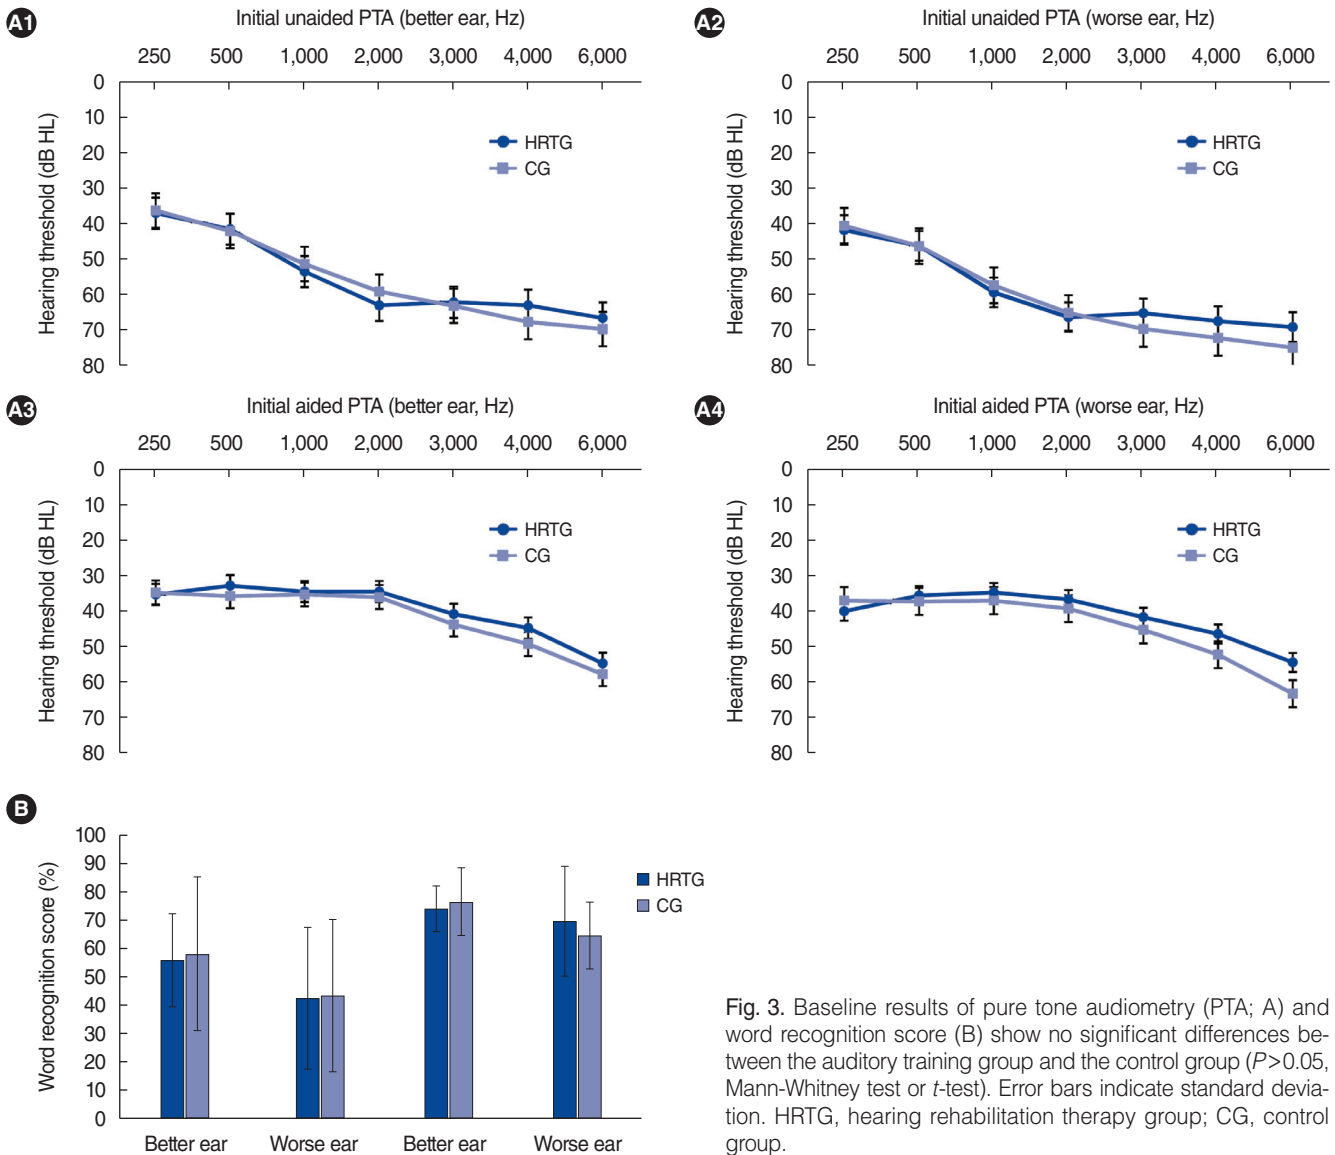 A1
Initial unaided PTA (better ear, Hz)
250 500 1,000 2,000 3,000 4,000 6,000
Hearing threshold (dB HL)
0
10
20
30
40
50
60
70
80
HRTG
CG
A2
Initial unaided PTA (worse ear, Hz)
250 500 1,000 2,000 3,000 4,000 6,000
Hearing threshold (dB HL)
0
10
20
30
40
50
60
70
80
HRTG
CG
A3
Initial aided PTA (better ear, Hz)
250 500 1,000 2,000 3,000 4,000 6,000
Hearing threshold (dB HL)
0
10
20
30
40
50
60
70
80
HRTG
CG
A4
Initial aided PTA (worse ear, Hz)
250 500 1,000 2,000 3,000 4,000 6,000
Hearing threshold (dB HL)
0
10
20
30
40
50
60
70
80
HRTG
CG
B
Word recognition score (%)
100
90
80
70
60
50
40
30
20
10
0
Better ear Worse ear Better ear Worse ear
HRTG
CG
Fig. 3. Baseline results of pure tone audiometry (PTA; A) and
word recognition score (B) show no significant differences be-
tween the auditory training group and the control group (P>0.05,
Mann-Whitney test or t-test). Error bars indicate standard devia-
tion. HRTG, hearing rehabilitation therapy group; CG, control
group.